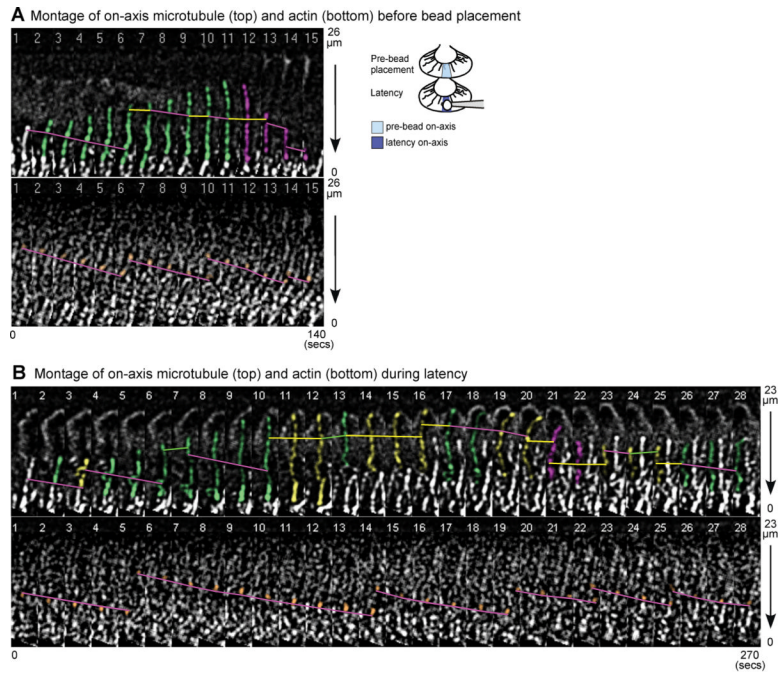 A Montage of on-axis microtubule (top) and actin (bottom) before bead placement
1 2 3 4 5 6 7 8 9 10 11 12 13 14 15
26
µm
0
Pre-bead
placement
Latency
pre-bead on-axis
latency on-axis
1 2 3 4 5 6 7 8 9 10 11 12 13 14 15
26
µm
0
0 140
(secs)
B Montage of on-axis microtubule (top) and actin (bottom) during latency
1 2 3 4 5 6 7 8 9 10 11 12 13 14 15 16 17 18 19 20 21 22 23 24 25 26 27 28
23
µm
0
1 2 3 4 5 6 7 8 9 10 11 12 13 14 15 16 17 18 19 20 21 22 23 24 25 26 27 28
23
µm
0
0 270
(secs)